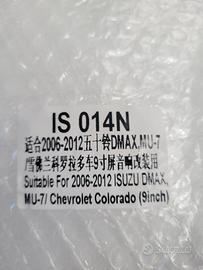 IS 014N
适合2006-2012五十铃DMAX,MU-7
/雪佛兰科罗拉多车9寸屏音响改装用
Suitable For 2006-2012 ISUZU DMAX,
MU-7/ Chevrolet Colorado (9inch)
subito